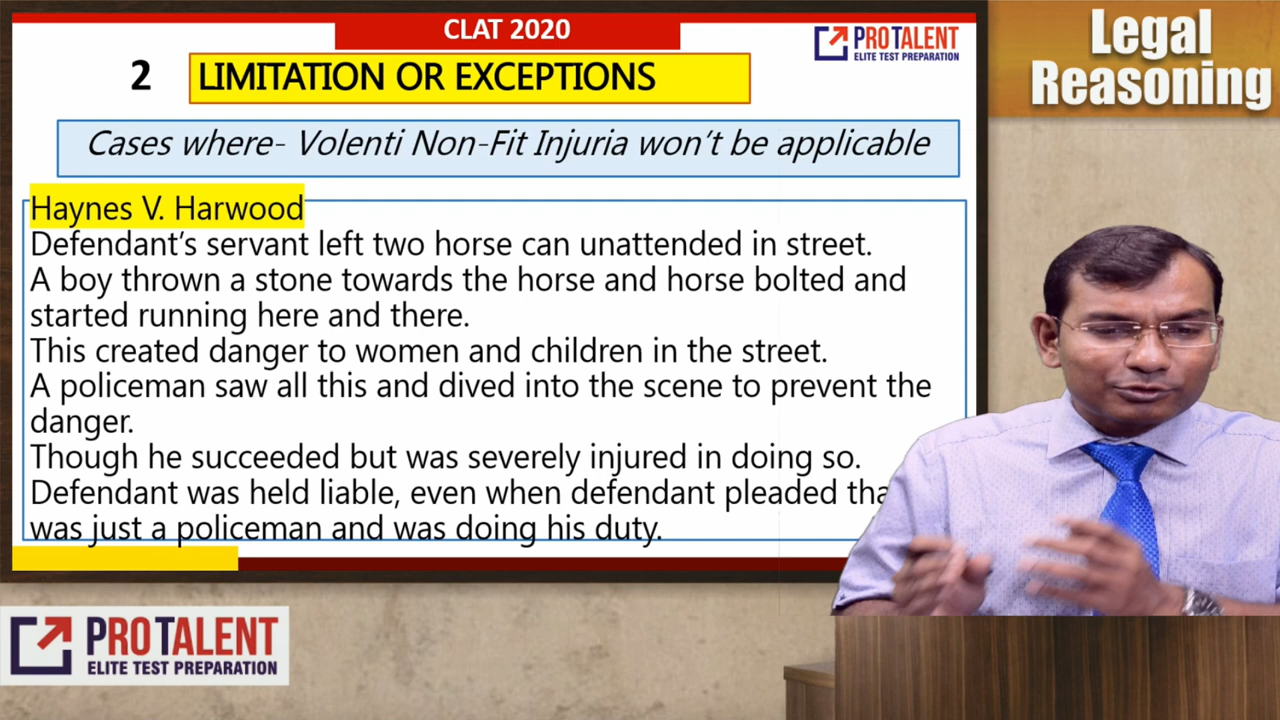 CLAT 2020
PROTALENT
ELITE TEST PREPARATION
Legal
Reasoning
2 LIMITATION OR EXCEPTIONS
Cases where- Volenti Non-Fit Injuria won't be applicable
Haynes V. Harwood
Defendant's servant left two horse can unattended in street.
A boy thrown a stone towards the horse and horse bolted and
started running here and there.
This created danger to women and children in the street.
A policeman saw all this and dived into the scene to prevent the
danger.
Though he succeeded but was severely injured in doing so.
Defendant was held liable, even when defendant pleaded
was just a policeman and was doing his duty.
PROTALENT
ELITE TEST PREPARATION